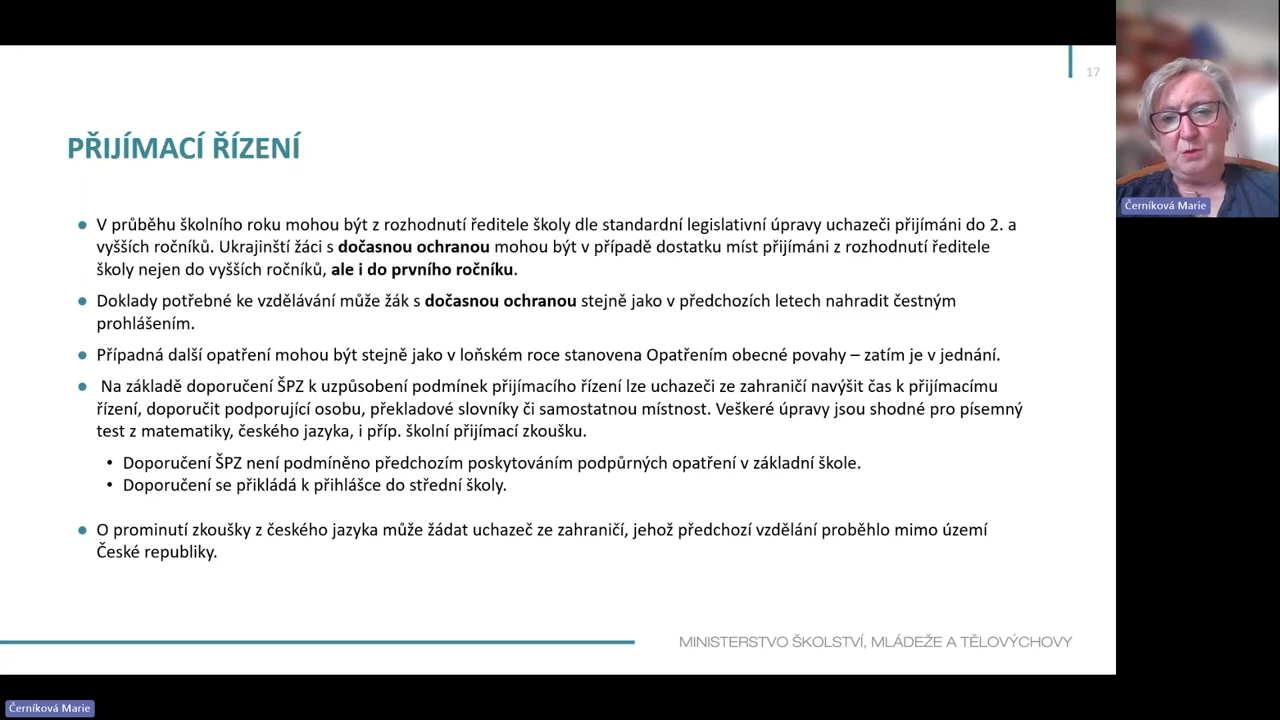 17
PŘIJÍMACÍ ŘÍZENÍ
• V průběhu školního roku mohou být z rozhodnutí ředitele školy dle standardní legislativní úpravy uchazeči přijímáni do 2. a
vyšších ročníků. Ukrajinští žáci s dočasnou ochranou mohou být v případě dostatku míst přijímáni z rozhodnutí ředitele
školy nejen do vyšších ročníků, ale i do prvního ročníku.
• Doklady potřebné ke vzdělávání může žák s dočasnou ochranou stejně jako v předchozích letech nahradit čestným
prohlášením.
• Případná další opatření mohou být stejně jako v loňském roce stanovena Opatřením obecné povahy – zatím je v jednání.
• Na základě doporučení ŠPZ k uzpůsobení podmínek přijímacího řízení lze uchazeči ze zahraničí navýšit čas k přijímacímu
řízení, doporučit podporující osobu, překladové slovníky či samostatnou místnost. Veškeré úpravy jsou shodné pro písemný
test z matematiky, českého jazyka, i příp. školní přijímací zkoušku.
• Doporučení ŠPZ není podmíněno předchozím poskytováním podpůrných opatření v základní škole.
• Doporučení se přikládá k přihlášce do střední školy.
• O prominutí zkoušky z českého jazyka může žádat uchazeč ze zahraničí, jehož předchozí vzdělání proběhlo mimo území
České republiky.
MINISTERSTVO ŠKOLSTVÍ, MLÁDEŽE A TĚLOVÝCHOVY
Černíková Marie
Černíková Marie